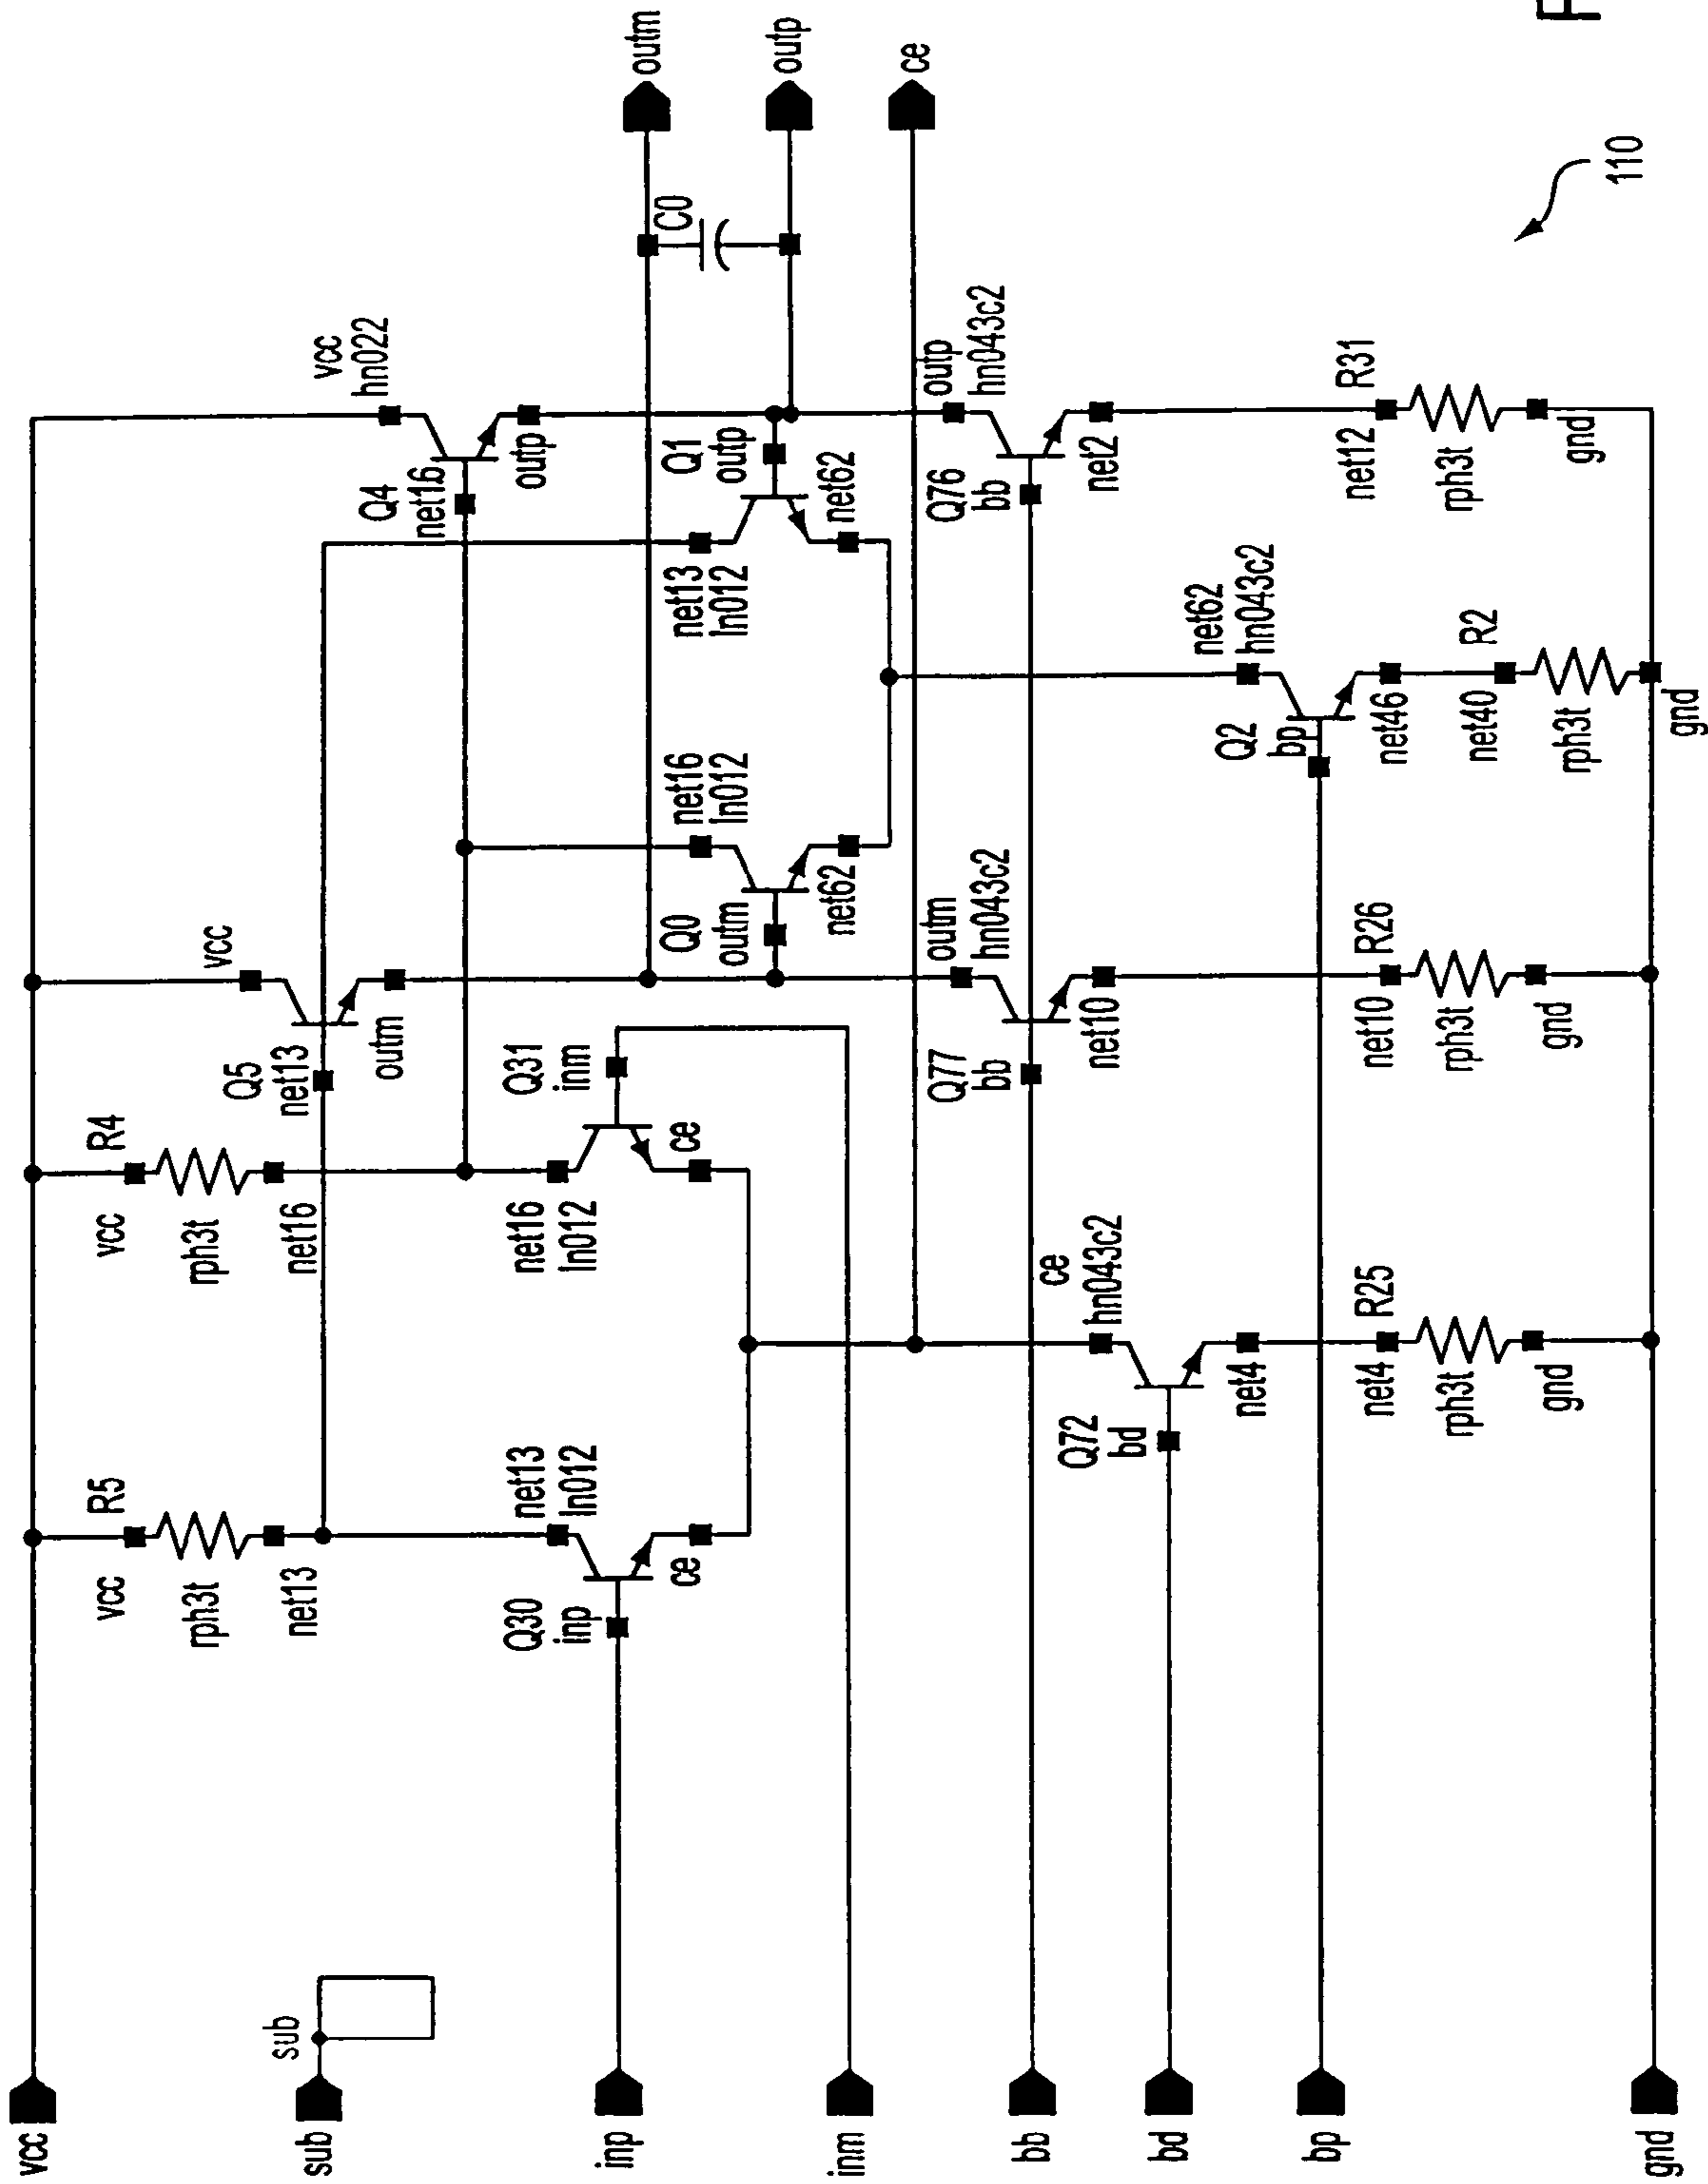 vcc
sub
sub
inp
inm
bb
bd
bp
gnd
vcc
R5
rph3t
net13
vcc
R4
rph3t
net16
Q5
net13
vcc
outm
Q4
net16
vcc
hn022
outp
Q30
inp
net13
ln012
ce
net16
ln012
Q31
inm
ce
Q0
outm
net16
ln012
net62
net13
ln012
Q1
outp
net62
C0
outm
outp
ce
Q72
bd
ce
hn043c2
net4
net4
R25
rph3t
gnd
Q77
bb
outm
hn043c2
net10
net10
R26
rph3t
gnd
Q2
bp
net62
hn043c2
net46
net40
R2
rph3t
gnd
Q76
bb
outp
hn043c2
net2
net12
R31
rph3t
gnd
110
F